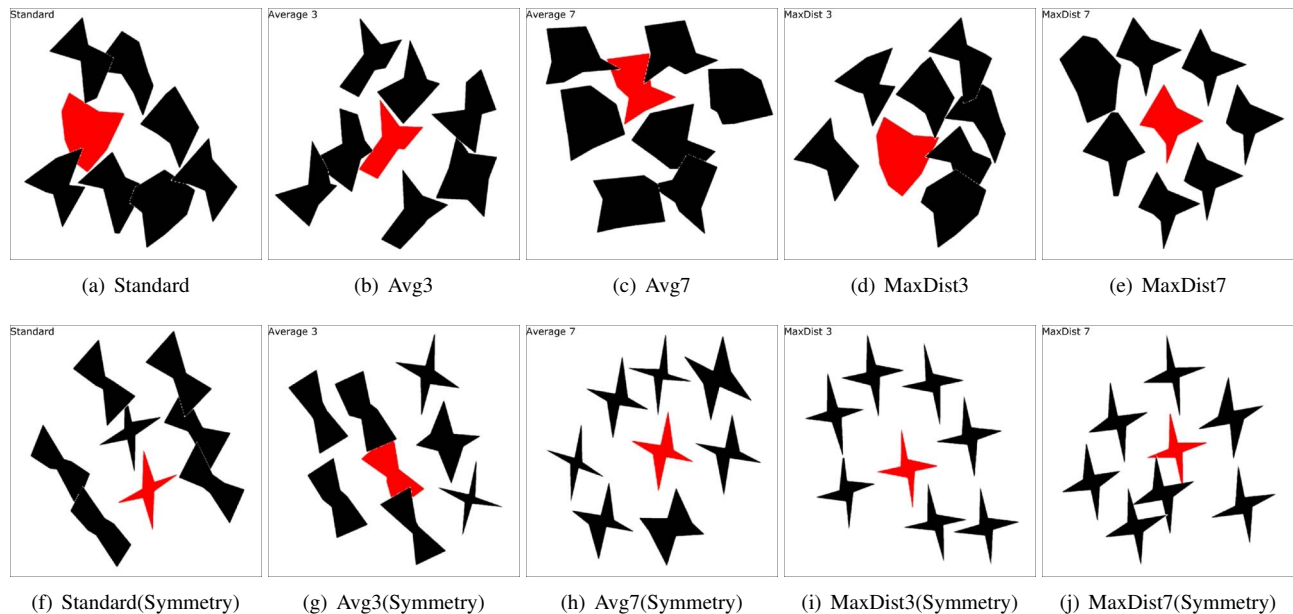 Standard
Average 3
Average 7
MaxDist 3
MaxDist 7
(a) Standard
(b) Avg3
(c) Avg7
(d) MaxDist3
(e) MaxDist7
Standard
Average 3
Average 7
MaxDist 3
MaxDist 7
(f) Standard(Symmetry)
(g) Avg3(Symmetry)
(h) Avg7(Symmetry)
(i) MaxDist3(Symmetry)
(j) MaxDist7(Symmetry)